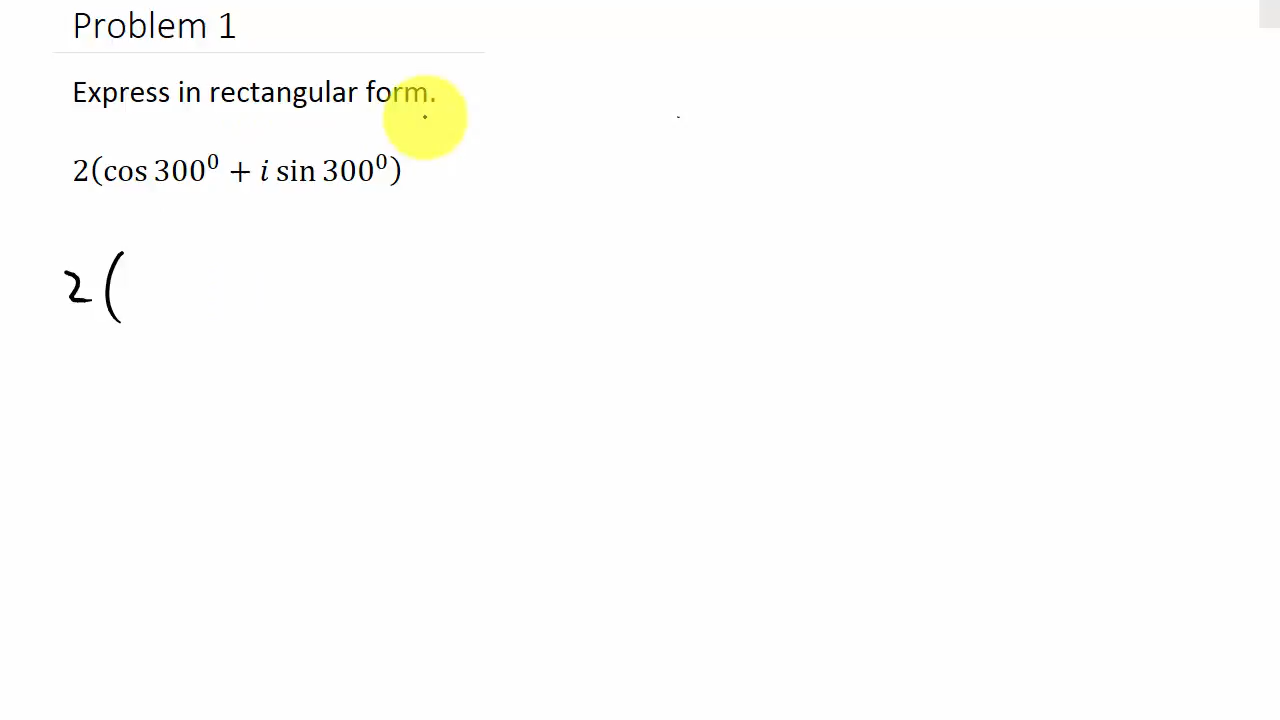 Problem 1
Express in rectangular form.
2(cos 300⁰ + i sin 300⁰)
2 (